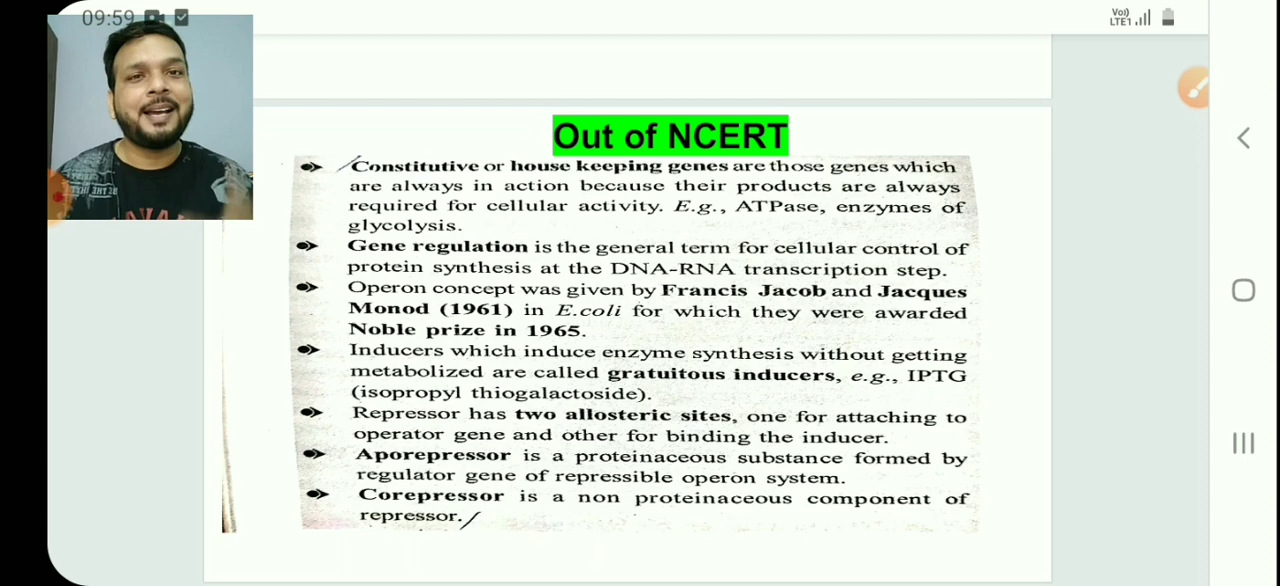 09:59
Vo)
LTE1
Out of NCERT
Constitutive or house keeping genes are those genes which
are always in action because their products are always
required for cellular activity. E.g., ATPase, enzymes of
glycolysis.
Gene regulation is the general term for cellular control of
protein synthesis at the DNA-RNA transcription step.
Operon concept was given by Francis Jacob and Jacques
Monod (1961) in E.coli for which they were awarded
Noble prize in 1965.
Inducers which induce enzyme synthesis without getting
metabolized are called gratuitous inducers, e.g., IPTG
(isopropyl thiogalactoside).
Repressor has two allosteric sites, one for attaching to
operator gene and other for binding the inducer.
Aporepressor is a proteinaceous substance formed by
regulator gene of repressible operon system.
Corepressor is a non proteinaceous component of
repressor.